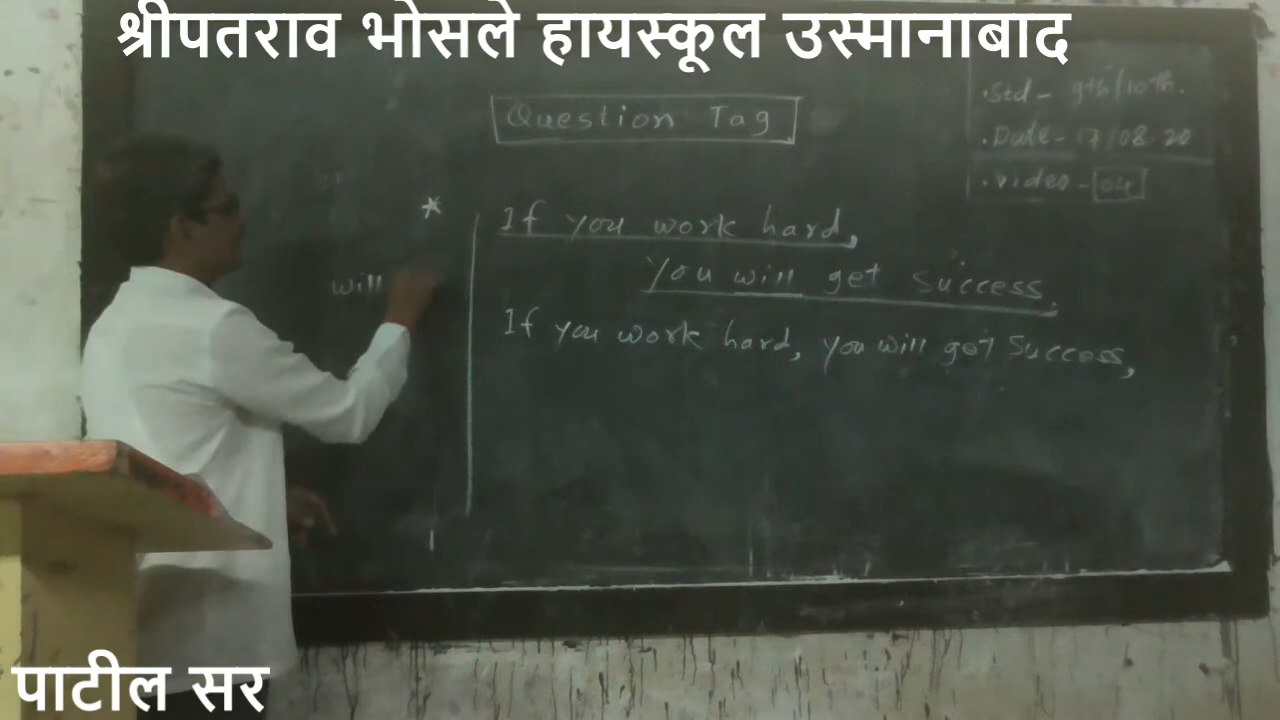 श्रीपतराव भोसले हायस्कूल उस्मानाबाद
.Std - 9th/10th.
Question Tag
.Date - 17/08.20
.Video - 04
* If you work hard,
will
You will get Success.
If you work hard, you will get Success,
पाटील सर